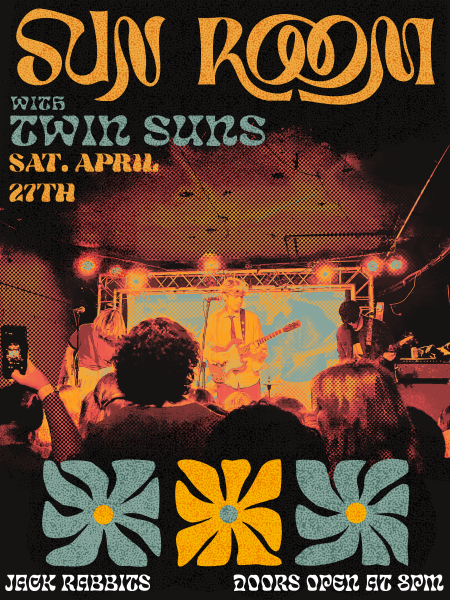 SUN ROOM
WITH
TWIN SUNS
SAT. APRIL
27TH
JACK RABBITS DOORS OPEN AT 8PM